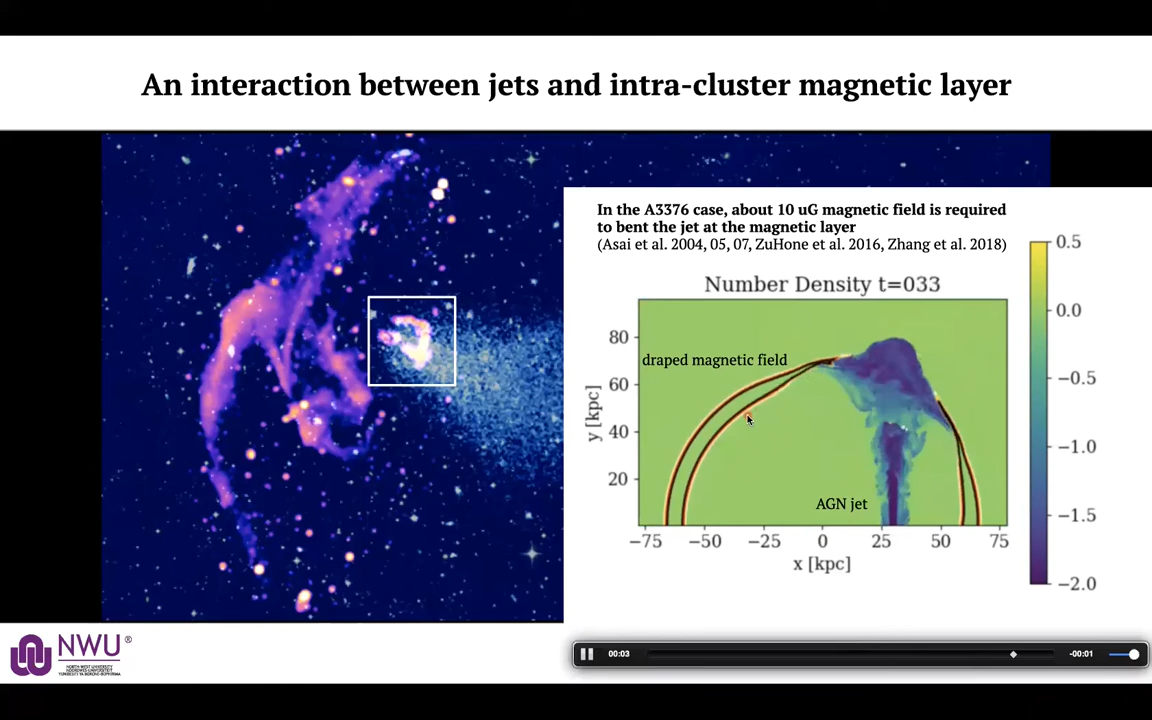 An interaction between jets and intra-cluster magnetic layer
In the A3376 case, about 10 uG magnetic field is required
to bent the jet at the magnetic layer
(Asai et al. 2004, 05, 07, ZuHone et al. 2016, Zhang et al. 2018)
Number Density t=033
draped magnetic field
AGN jet
y [kpc]
80
60
40
20
−75
−50
−25
0
25
50
75
x [kpc]
0.5
0.0
−0.5
−1.0
−1.5
−2.0
NWU®
NORTH-WEST UNIVERSITY
NOORDWES-UNIVERSITEIT
YUNIBESITI YA BOKONE-BOPHIRIMA
00:03
-00:01